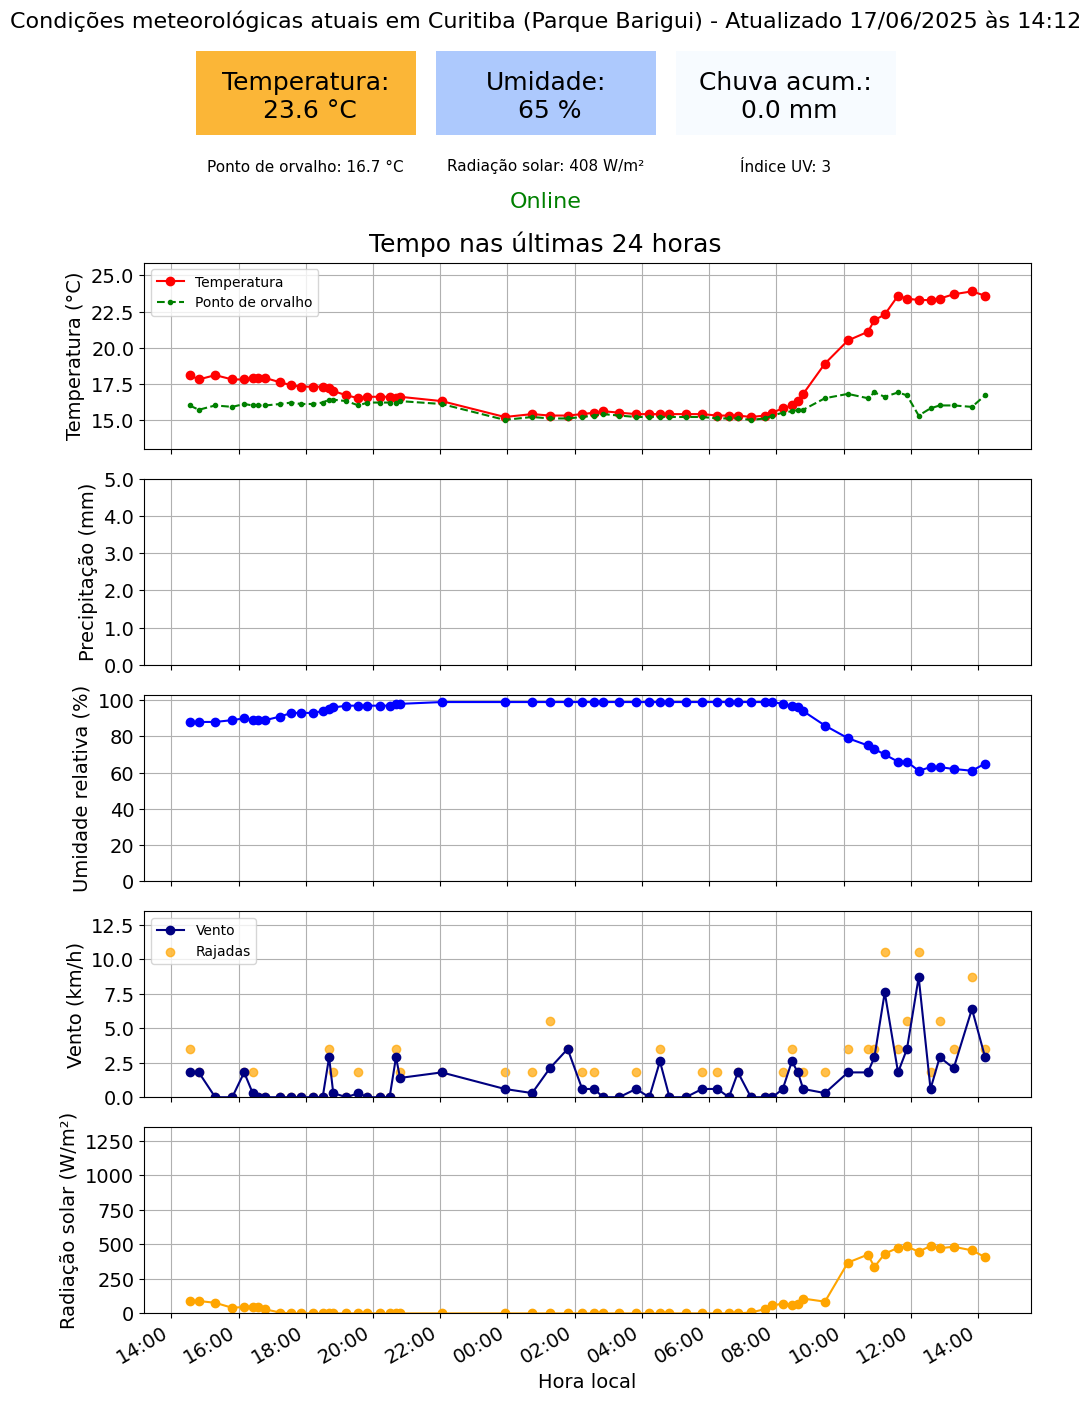 Condições meteorológicas atuais em Curitiba (Parque Barigui) - Atualizado 17/06/2025 às 14:12
Temperatura:
23.6 °C
Umidade:
65 %
Chuva acum.:
0.0 mm
Ponto de orvalho: 16.7 °C
Radiação solar: 408 W/m²
Índice UV: 3
Online
Tempo nas últimas 24 horas
Temperatura (°C)
25.0
22.5
20.0
17.5
15.0
Temperatura
Ponto de orvalho
Precipitação (mm)
5.0
4.0
3.0
2.0
1.0
0.0
Umidade relativa (%)
100
80
60
40
20
0
Vento (km/h)
12.5
10.0
7.5
5.0
2.5
0.0
Vento
Rajadas
Radiação solar (W/m²)
1250
1000
750
500
250
0
14:00
16:00
18:00
20:00
22:00
00:00
02:00
04:00
06:00
08:00
10:00
12:00
14:00
Hora local